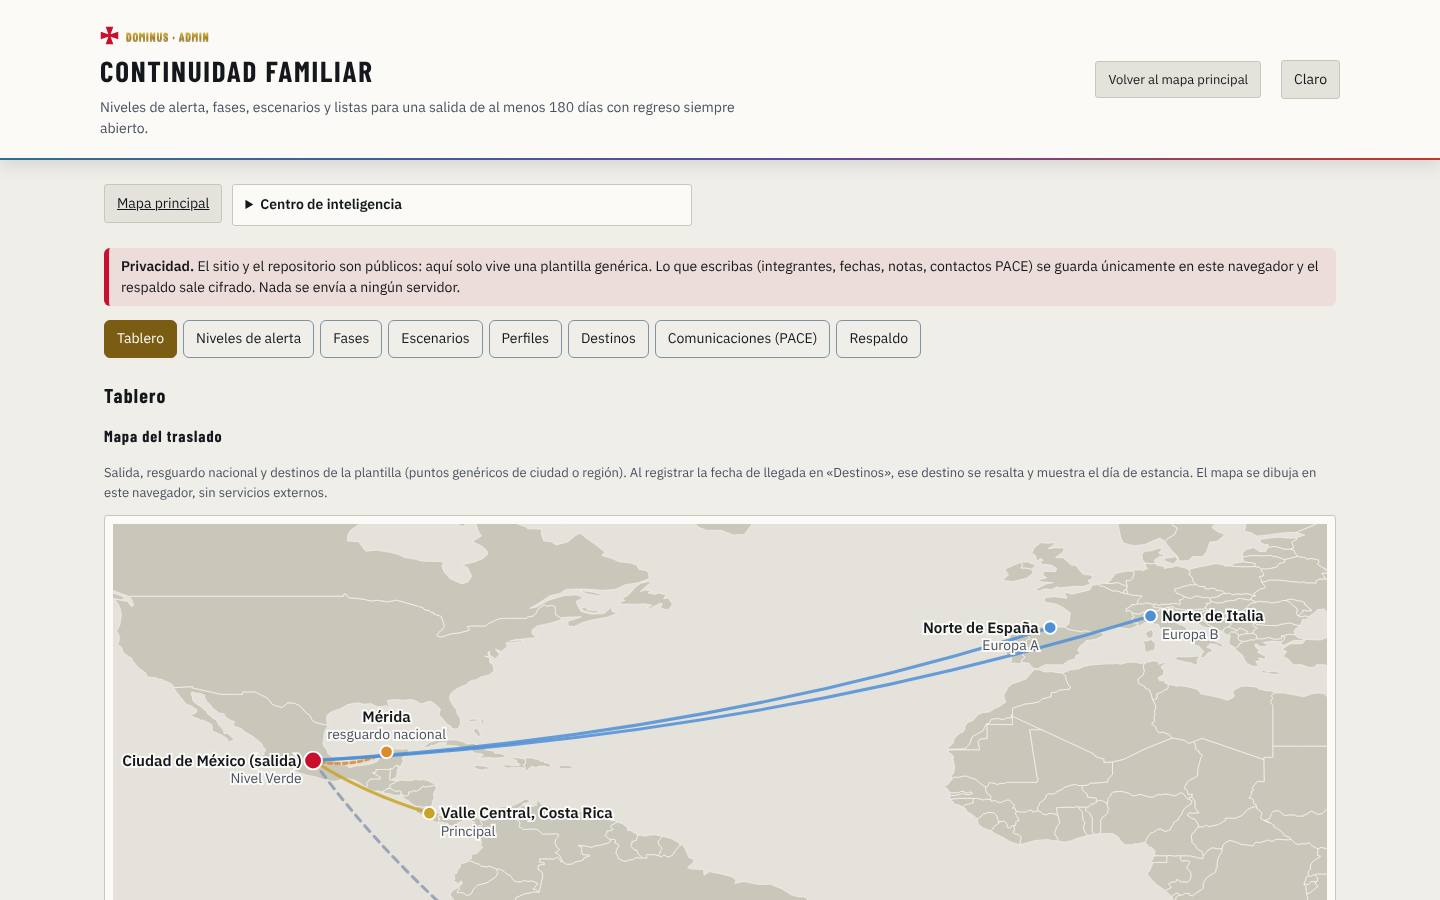 DOMINUS · ADMIN
CONTINUIDAD FAMILIAR
Niveles de alerta, fases, escenarios y listas para una salida de al menos 180 días con regreso siempre
abierto.
Volver al mapa principal
Claro
Mapa principal
Centro de inteligencia
Privacidad. El sitio y el repositorio son públicos: aquí solo vive una plantilla genérica. Lo que escribas (integrantes, fechas, notas, contactos PACE) se guarda únicamente en este navegador y el
respaldo sale cifrado. Nada se envía a ningún servidor.
Tablero
Niveles de alerta
Fases
Escenarios
Perfiles
Destinos
Comunicaciones (PACE)
Respaldo
Tablero
Mapa del traslado
Salida, resguardo nacional y destinos de la plantilla (puntos genéricos de ciudad o región). Al registrar la fecha de llegada en «Destinos», ese destino se resalta y muestra el día de estancia. El mapa se dibuja en
este navegador, sin servicios externos.
Norte de España
Europa A
Norte de Italia
Europa B
Mérida
resguardo nacional
Ciudad de México (salida)
Nivel Verde
Valle Central, Costa Rica
Principal